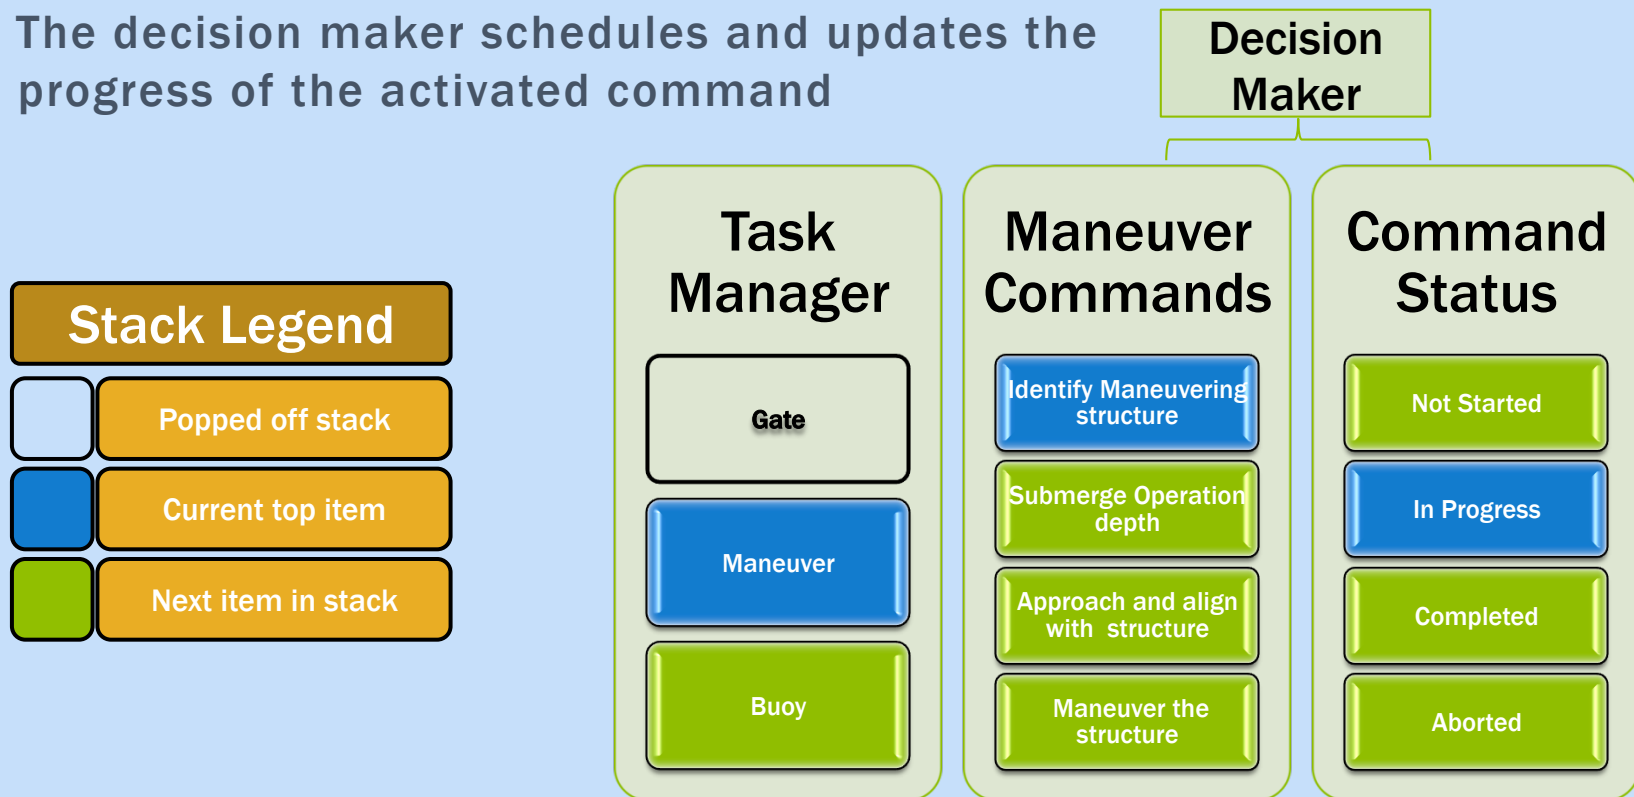 The decision maker schedules and updates the
progress of the activated command
Decision
Maker
Stack Legend
Popped off stack
Current top item
Next item in stack
Task
Manager
Gate
Maneuver
Buoy
Maneuver
Commands
Identify Maneuvering
structure
Submerge Operation
depth
Approach and align
with structure
Maneuver the
structure
Command
Status
Not Started
In Progress
Completed
Aborted